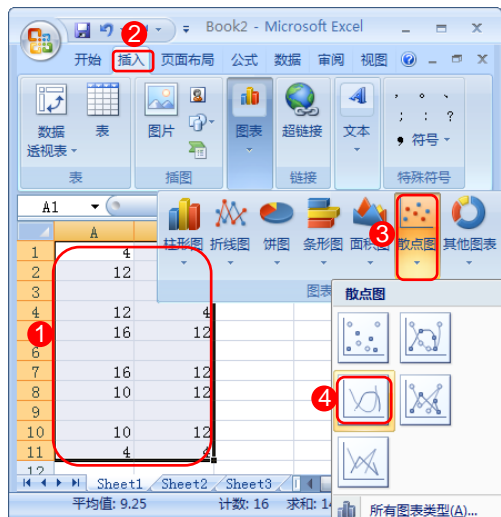 Book2 - Microsoft Excel
2
开始 插入 页面布局 公式 数据 审阅 视图
数据透视表 表 图片 图表 超链接 文本 符号
, 。 、
; : ?
表 插图 链接 特殊符号
A1
柱形图 折线图 饼图 条形图 面积图 散点图 其他图表
3
图表
A
1 4
2 12
3
4 12 4
1
5 16 12
6
7 16 12
8 10 12
9
10 10 12
11 4 4
12
散点图
4
所有图表类型(A)...
Sheet1 Sheet2 Sheet3
平均值: 9.25 计数: 16 求和: 14